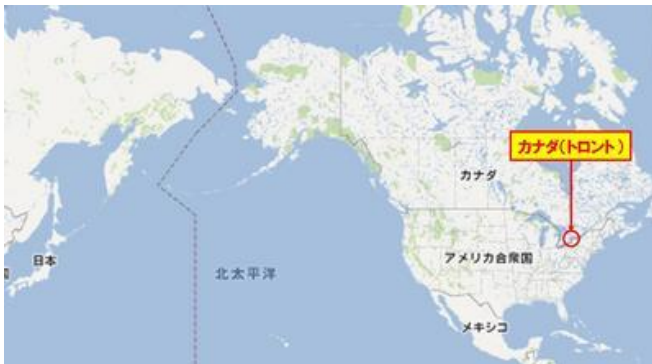 カナダ(トロント)
カナダ
アメリカ合衆国
日本
北太平洋
メキシコ